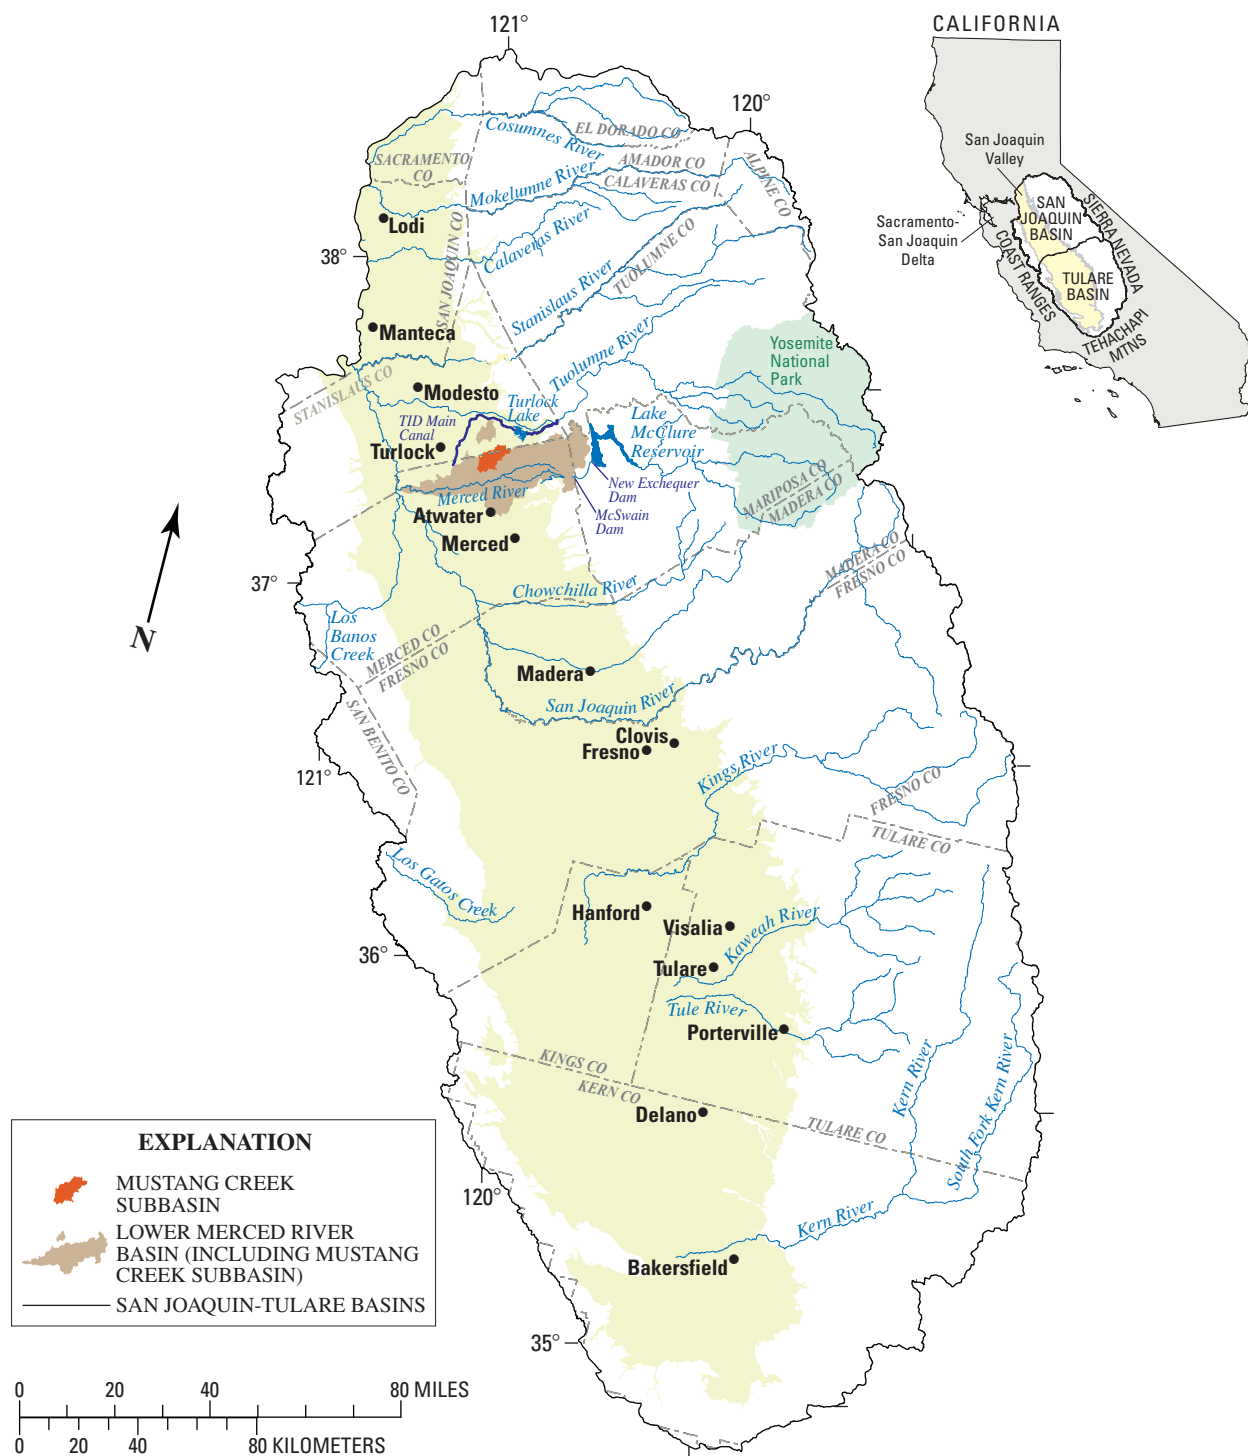 CALIFORNIA
San Joaquin
Valley
Sacramento-
San Joaquin
Delta
SAN
JOAQUIN
BASIN
TULARE
BASIN
SIERRA NEVADA
COAST RANGES
TEHACHAPI
MTNS
121°
120°
Cosumnes River
EL DORADO CO
SACRAMENTO
CO
AMADOR CO
CALAVERAS CO
ALPINE CO
Mokelumne River
Lodi
SAN JOAQUIN CO
Calaveras River
TUOLUMNE CO
38°
Stanislaus River
Manteca
Tuolumne River
Yosemite
National
Park
STANISLAUS CO
Modesto
Turlock
Lake
TID Main
Canal
Lake
McClure
Reservoir
Turlock
Merced River
New Exchequer
Dam
McSwain
Dam
MARIPOSA CO
MADERA CO
Atwater
Merced
MADERA CO
FRESNO CO
37°
N
Chowchilla River
Los
Banos
Creek
MERCED CO
FRESNO CO
Madera
SAN BENITO CO
San Joaquin River
Clovis
Fresno
121°
Kings River
FRESNO CO
TULARE CO
Los Gatos Creek
Hanford
Visalia
Kaweah River
36°
Tulare
Tule River
Porterville
KINGS CO
KERN CO
Kern River
South Fork Kern River
Delano
TULARE CO
120°
Kern River
Bakersfield
35°
EXPLANATION
MUSTANG CREEK
SUBBASIN
LOWER MERCED RIVER
BASIN (INCLUDING MUSTANG
CREEK SUBBASIN)
SAN JOAQUIN-TULARE BASINS
0 20 40 80 MILES
0 20 40 80 KILOMETERS